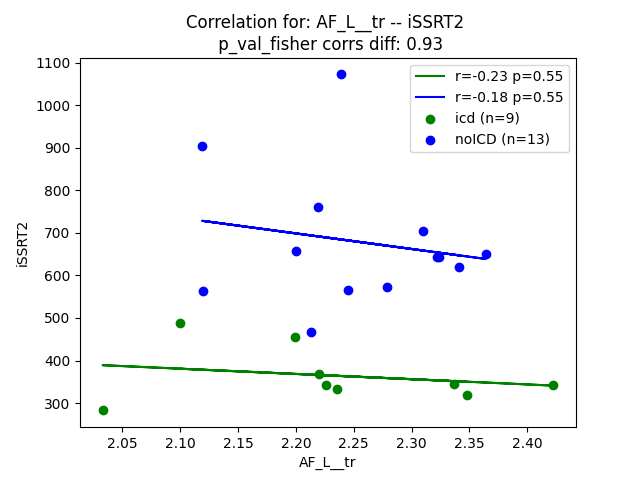 Correlation for: AF_L__tr -- iSSRT2
p_val_fisher corrs diff: 0.93
r=-0.23 p=0.55
r=-0.18 p=0.55
icd (n=9)
noICD (n=13)
iSSRT2
1100
1000
900
800
700
600
500
400
300
2.05 2.10 2.15 2.20 2.25 2.30 2.35 2.40
AF_L__tr